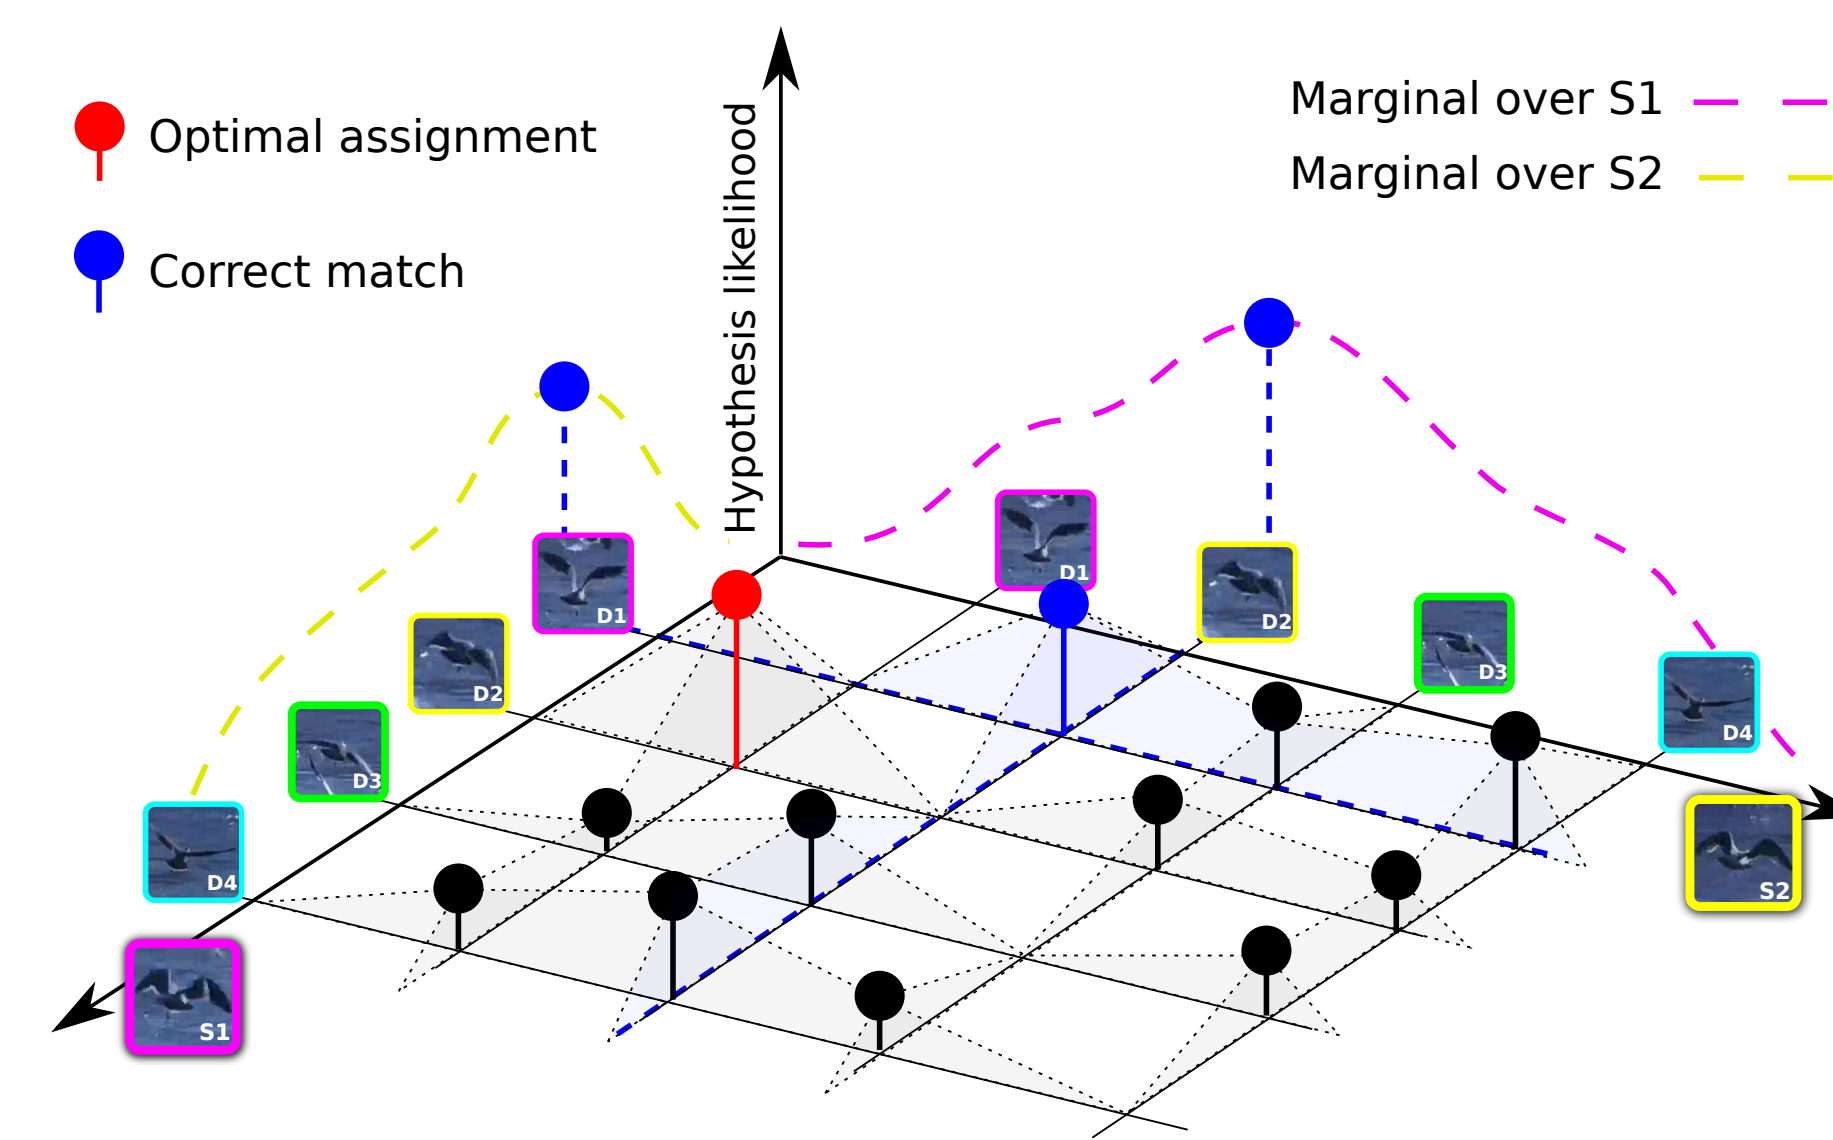 Optimal assignment
Correct match
Hypothesis likelihood
Marginal over S1
Marginal over S2
D1
D2
D3
D4
S1
D1
D2
D3
D4
S2